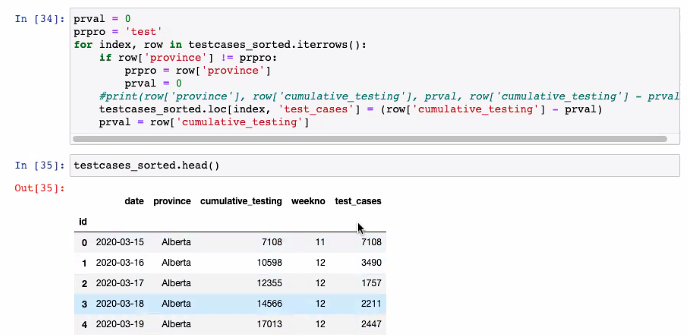 In [34]: prval = 0
prpro = 'test'
for index, row in testcases_sorted.iterrows():
    if row['province'] != prpro:
        prpro = row['province']
        prval = 0
    #print(row['province'], row['cumulative_testing'], prval, row['cumulative_testing'] - prval
    testcases_sorted.loc[index, 'test_cases'] = (row['cumulative_testing'] - prval)
    prval = row['cumulative_testing']
In [35]: testcases_sorted.head()
Out[35]:
date province cumulative_testing weekno test_cases
id
0 2020-03-15 Alberta 7108 11 7108
1 2020-03-16 Alberta 10598 12 3490
2 2020-03-17 Alberta 12355 12 1757
3 2020-03-18 Alberta 14566 12 2211
4 2020-03-19 Alberta 17013 12 2447